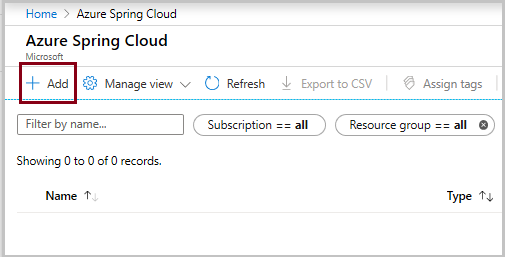 Home > Azure Spring Cloud
Azure Spring Cloud
Microsoft
+ Add Manage view Refresh Export to CSV Assign tags
Filter by name... Subscription == all Resource group == all
Showing 0 to 0 of 0 records.
Name ↑↓ Type ↑↓